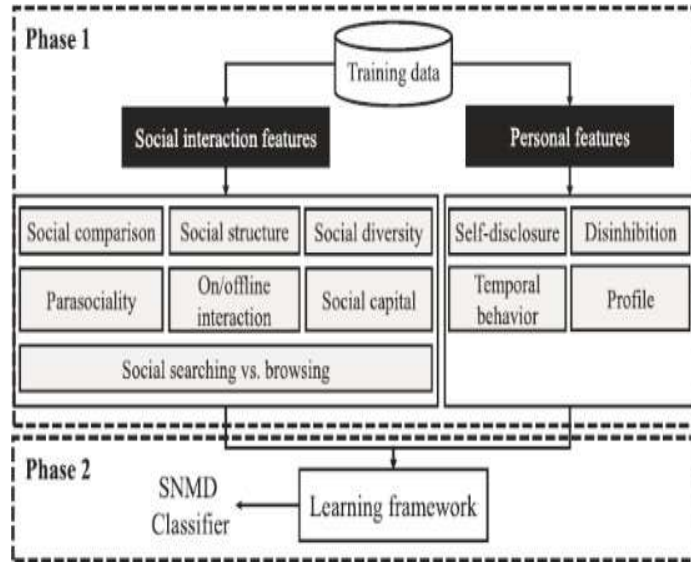 Phase 1
Training data
Social interaction features
Personal features
Social comparison
Social structure
Social diversity
Self-disclosure
Disinhibition
Parasociality
On/offline
interaction
Social capital
Temporal
behavior
Profile
Social searching vs. browsing
Phase 2
SNMD
Classifier
Learning framework